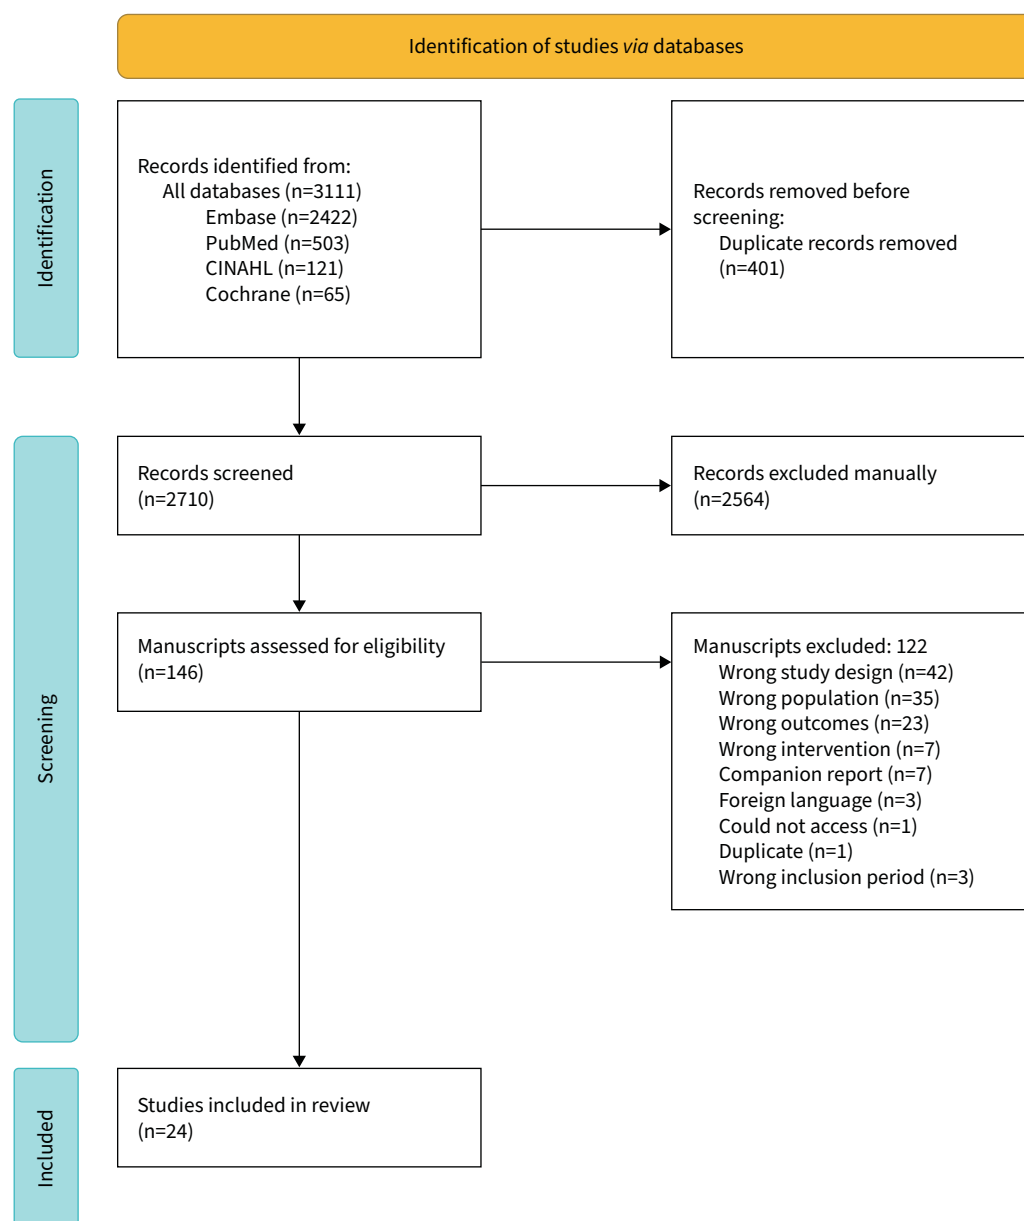 Identification of studies via databases
Identification
Records identified from:
All databases (n=3111)
Embase (n=2422)
PubMed (n=503)
CINAHL (n=121)
Cochrane (n=65)
Records removed before
screening:
Duplicate records removed
(n=401)
Screening
Records screened
(n=2710)
Records excluded manually
(n=2564)
Manuscripts assessed for eligibility
(n=146)
Manuscripts excluded: 122
Wrong study design (n=42)
Wrong population (n=35)
Wrong outcomes (n=23)
Wrong intervention (n=7)
Companion report (n=7)
Foreign language (n=3)
Could not access (n=1)
Duplicate (n=1)
Wrong inclusion period (n=3)
Included
Studies included in review
(n=24)